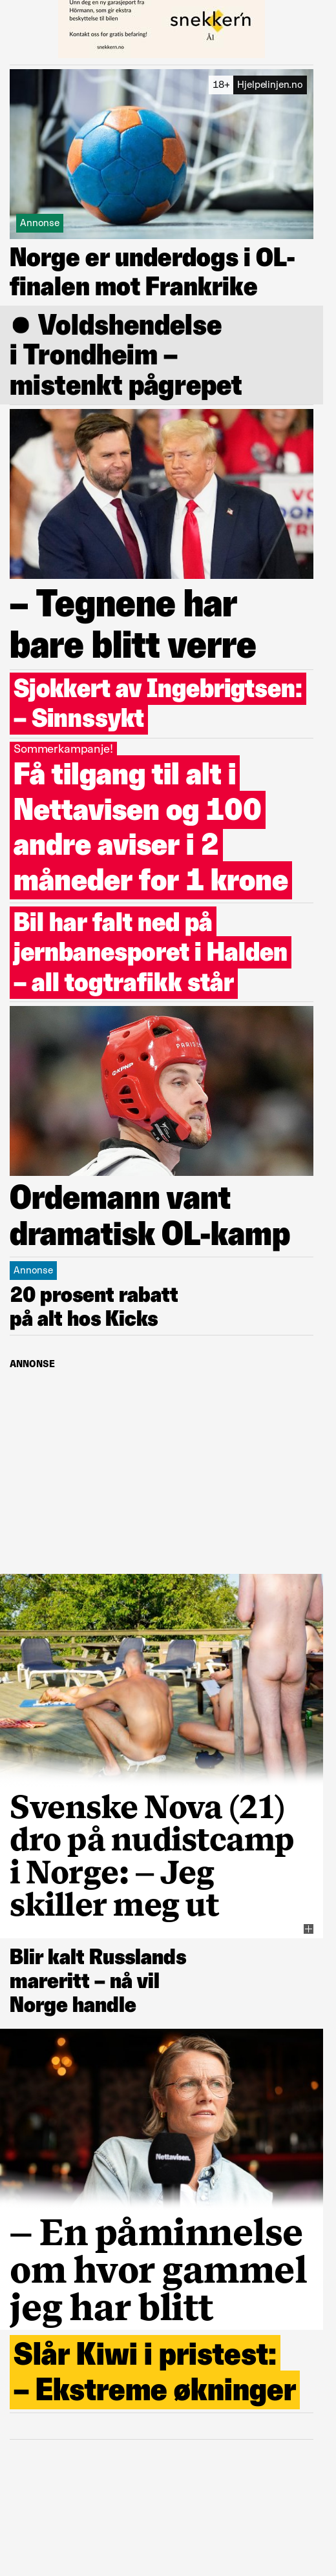 Unn deg en ny garasjeport fra
Hörmann, som gir ekstra
beskyttelse til bilen
Kontakt oss for gratis befaring!
snekkern.no
snekker'n
Ål
18+ Hjelpelinjen.no
Annonse
Norge er underdogs i OL-
finalen mot Frankrike
● Voldshendelse
i Trondheim –
mistenkt pågrepet
– Tegnene har
bare blitt verre
Sjokkert av Ingebrigtsen:
– Sinnssykt
Sommerkampanje!
Få tilgang til alt i
Nettavisen og 100
andre aviser i 2
måneder for 1 krone
Bil har falt ned på
jernbanesporet i Halden
– all togtrafikk står
KPNP
PARIS
Ordemann vant
dramatisk OL-kamp
Annonse
20 prosent rabatt
på alt hos Kicks
ANNONSE
Svenske Nova (21)
dro på nudistcamp
i Norge: – Jeg
skiller meg ut
Blir kalt Russlands
mareritt – nå vil
Norge handle
Nettavisen.
– En påminnelse
om hvor gammel
jeg har blitt
Slår Kiwi i pristest:
– Ekstreme økninger